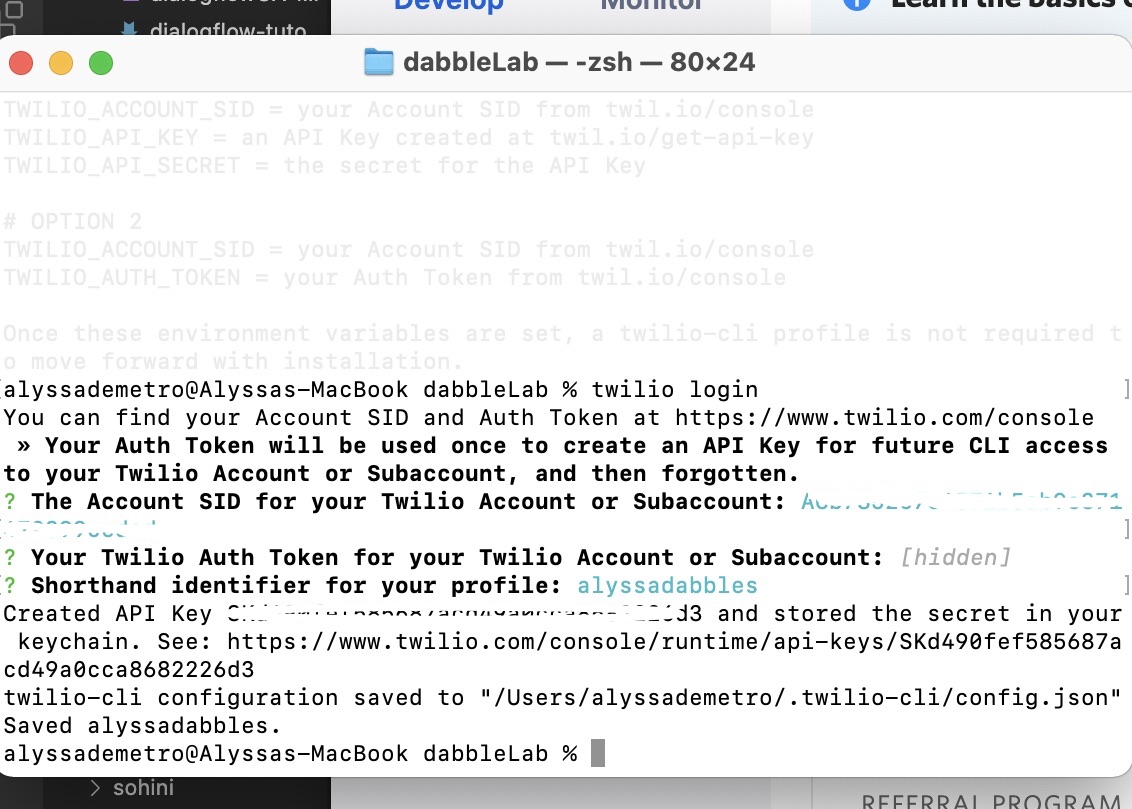 Develop
Monitor
Learn the Basics
dialogflow-tuto
dabbleLab — -zsh — 80×24
TWILIO_ACCOUNT_SID = your Account SID from twil.io/console
TWILIO_API_KEY = an API Key created at twil.io/get-api-key
TWILIO_API_SECRET = the secret for the API Key
# OPTION 2
TWILIO_ACCOUNT_SID = your Account SID from twil.io/console
TWILIO_AUTH_TOKEN = your Auth Token from twil.io/console
Once these environment variables are set, a twilio-cli profile is not required t
o move forward with installation.
[alyssademetro@Alyssas-MacBook dabbleLab % twilio login ]
You can find your Account SID and Auth Token at https://www.twilio.com/console
» Your Auth Token will be used once to create an API Key for future CLI access
to your Twilio Account or Subaccount, and then forgotten.
? The Account SID for your Twilio Account or Subaccount:
? Your Twilio Auth Token for your Twilio Account or Subaccount: [hidden]
? Shorthand identifier for your profile: alyssadabbles
Created API Key and stored the secret in your
keychain. See: https://www.twilio.com/console/runtime/api-keys/SKd490fef585687a
cd49a0cca8682226d3
twilio-cli configuration saved to "/Users/alyssademetro/.twilio-cli/config.json"
Saved alyssadabbles.
alyssademetro@Alyssas-MacBook dabbleLab %
> sohini
REFERRAL PROGRAM